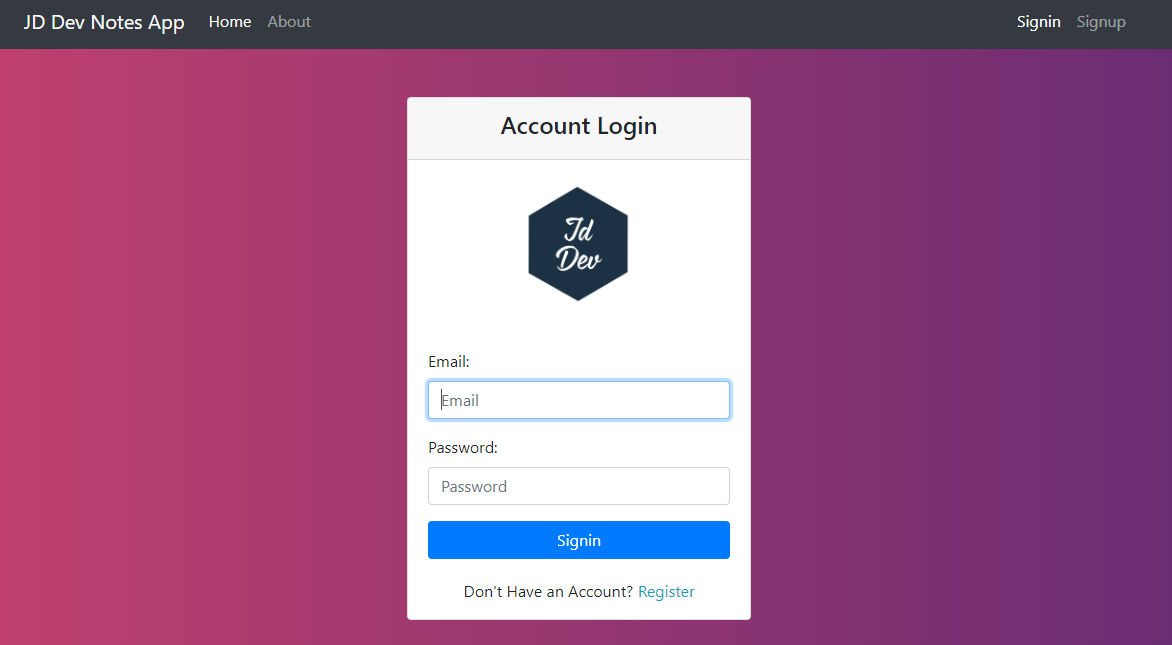 JD Dev Notes App Home About Signin Signup
Account Login
Jd
Dev
Email:
Email
Password:
Password
Signin
Don't Have an Account? Register